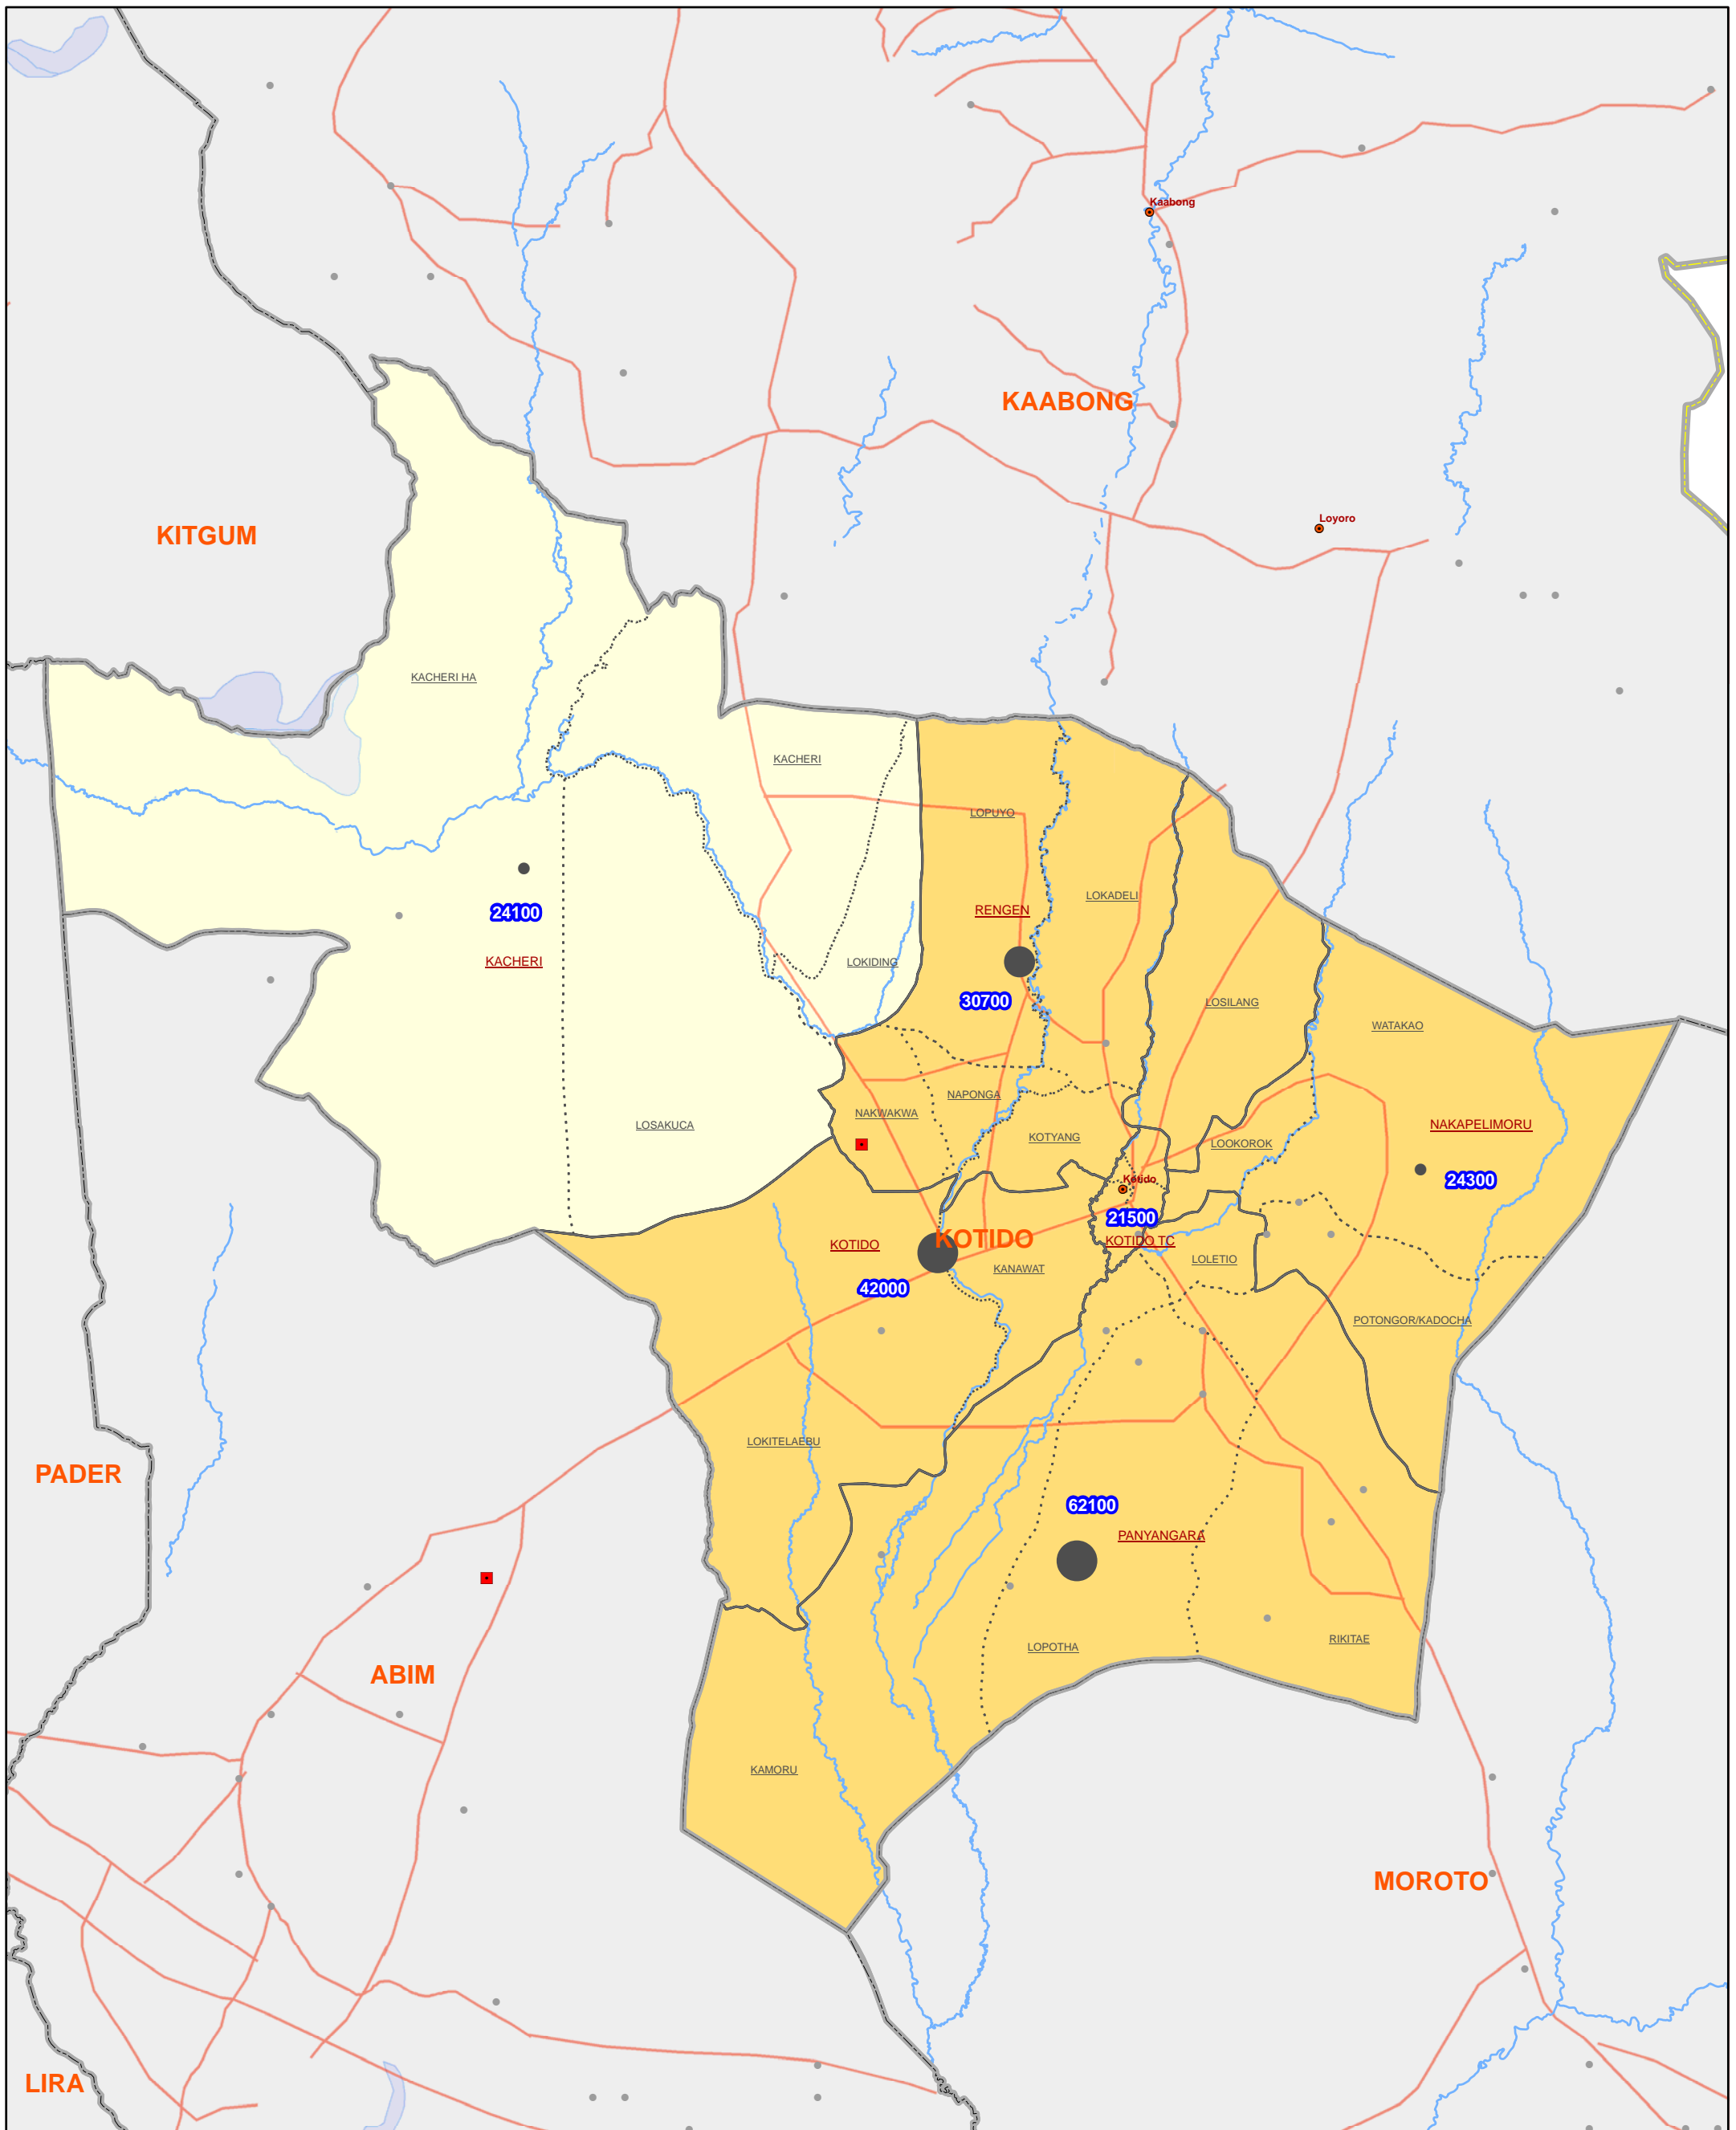 Kaabong
KAABONG
Loyoro
KITGUM
KACHERI HA
KACHERI
LOPUYO
LOKADELI
24100
RENGEN
KACHERI
LOKIDING
30700
LOSILANG
WATAKAO
NAPONGA
NAKWAKWA
LOSAKUCA
NAKAPELIMORU
KOTYANG
LOOKOROK
Kotido
24300
21500
KOTIDO
KOTIDO
KOTIDO TC
LOLETIO
KANAWAT
42000
POTONGOR/KADOCHA
LOKITELAEBU
PADER
62100
PANYANGARA
RIKITAE
LOPOTHA
ABIM
KAMORU
MOROTO
LIRA